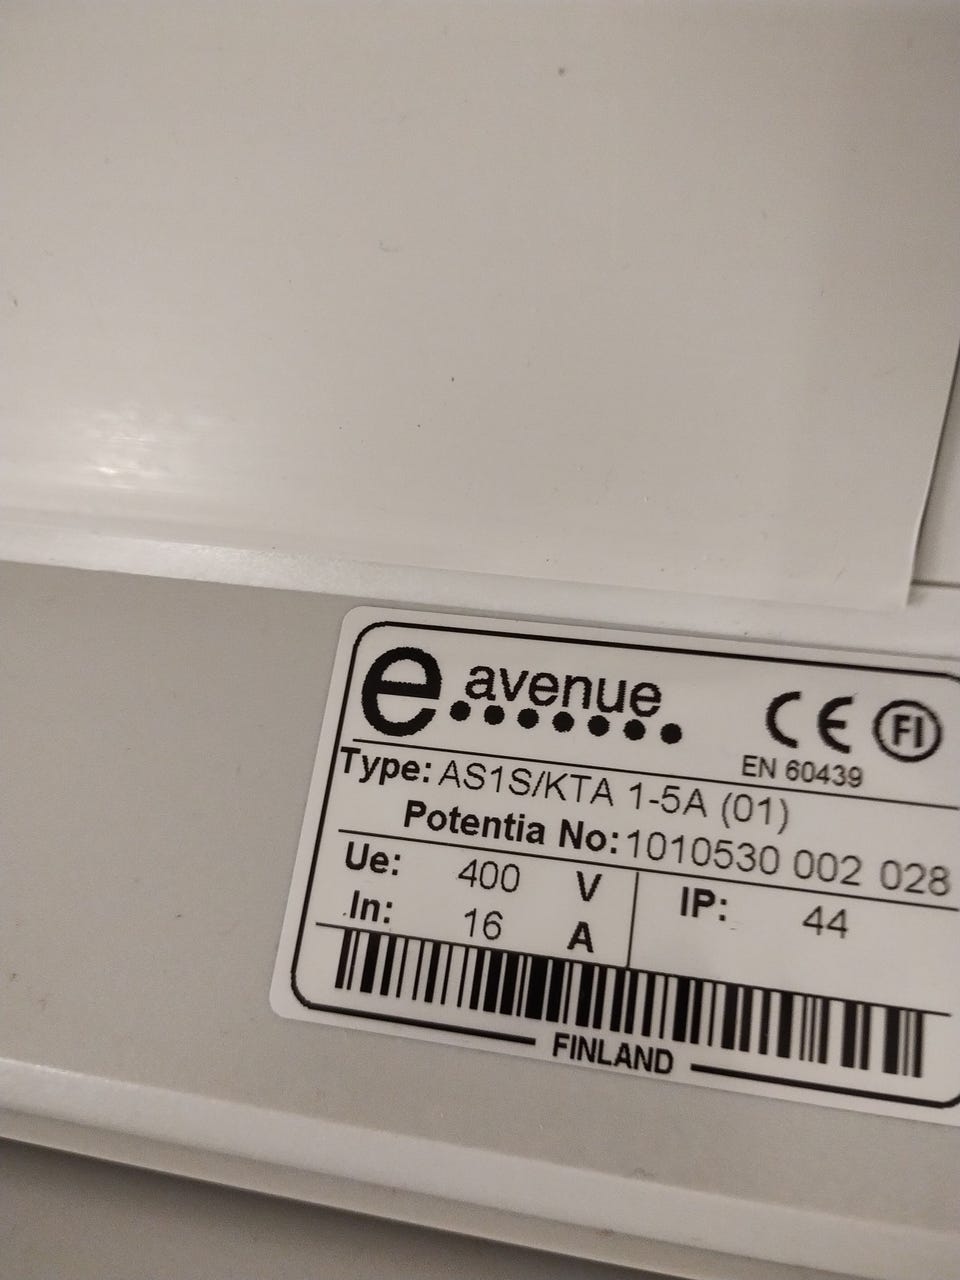 e avenue
CE FI
EN 60439
Type: AS1S/KTA 1-5A (01)
Potentia No: 1010530 002 028
Ue: 400 V IP: 44
In: 16 A
FINLAND